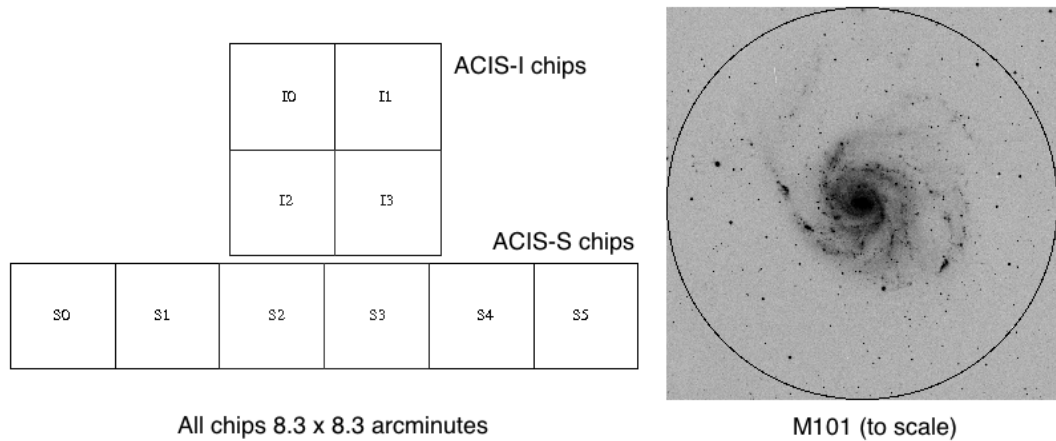 ACIS-I chips
I0 I1
I2 I3
ACIS-S chips
S0 S1 S2 S3 S4 S5
All chips 8.3 x 8.3 arcminutes
M101 (to scale)